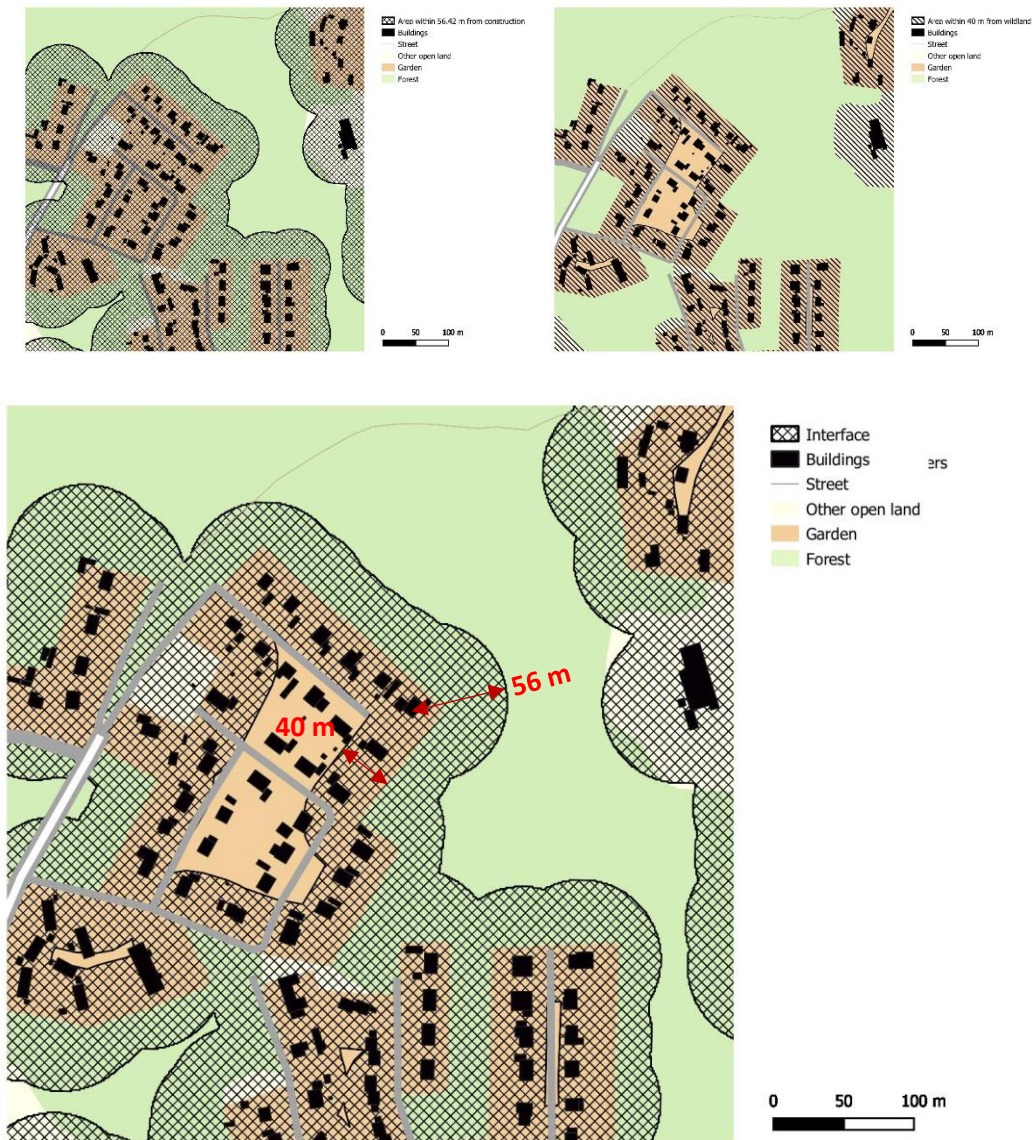 Area within 56.42 m from construction
Buildings
Street
Other open land
Garden
Forest
0 50 100 m
Area within 40 m from wildland
Buildings
Street
Other open land
Garden
Forest
0 50 100 m
Interface
Buildings
ers
Street
Other open land
Garden
Forest
56 m
40 m
0 50 100 m